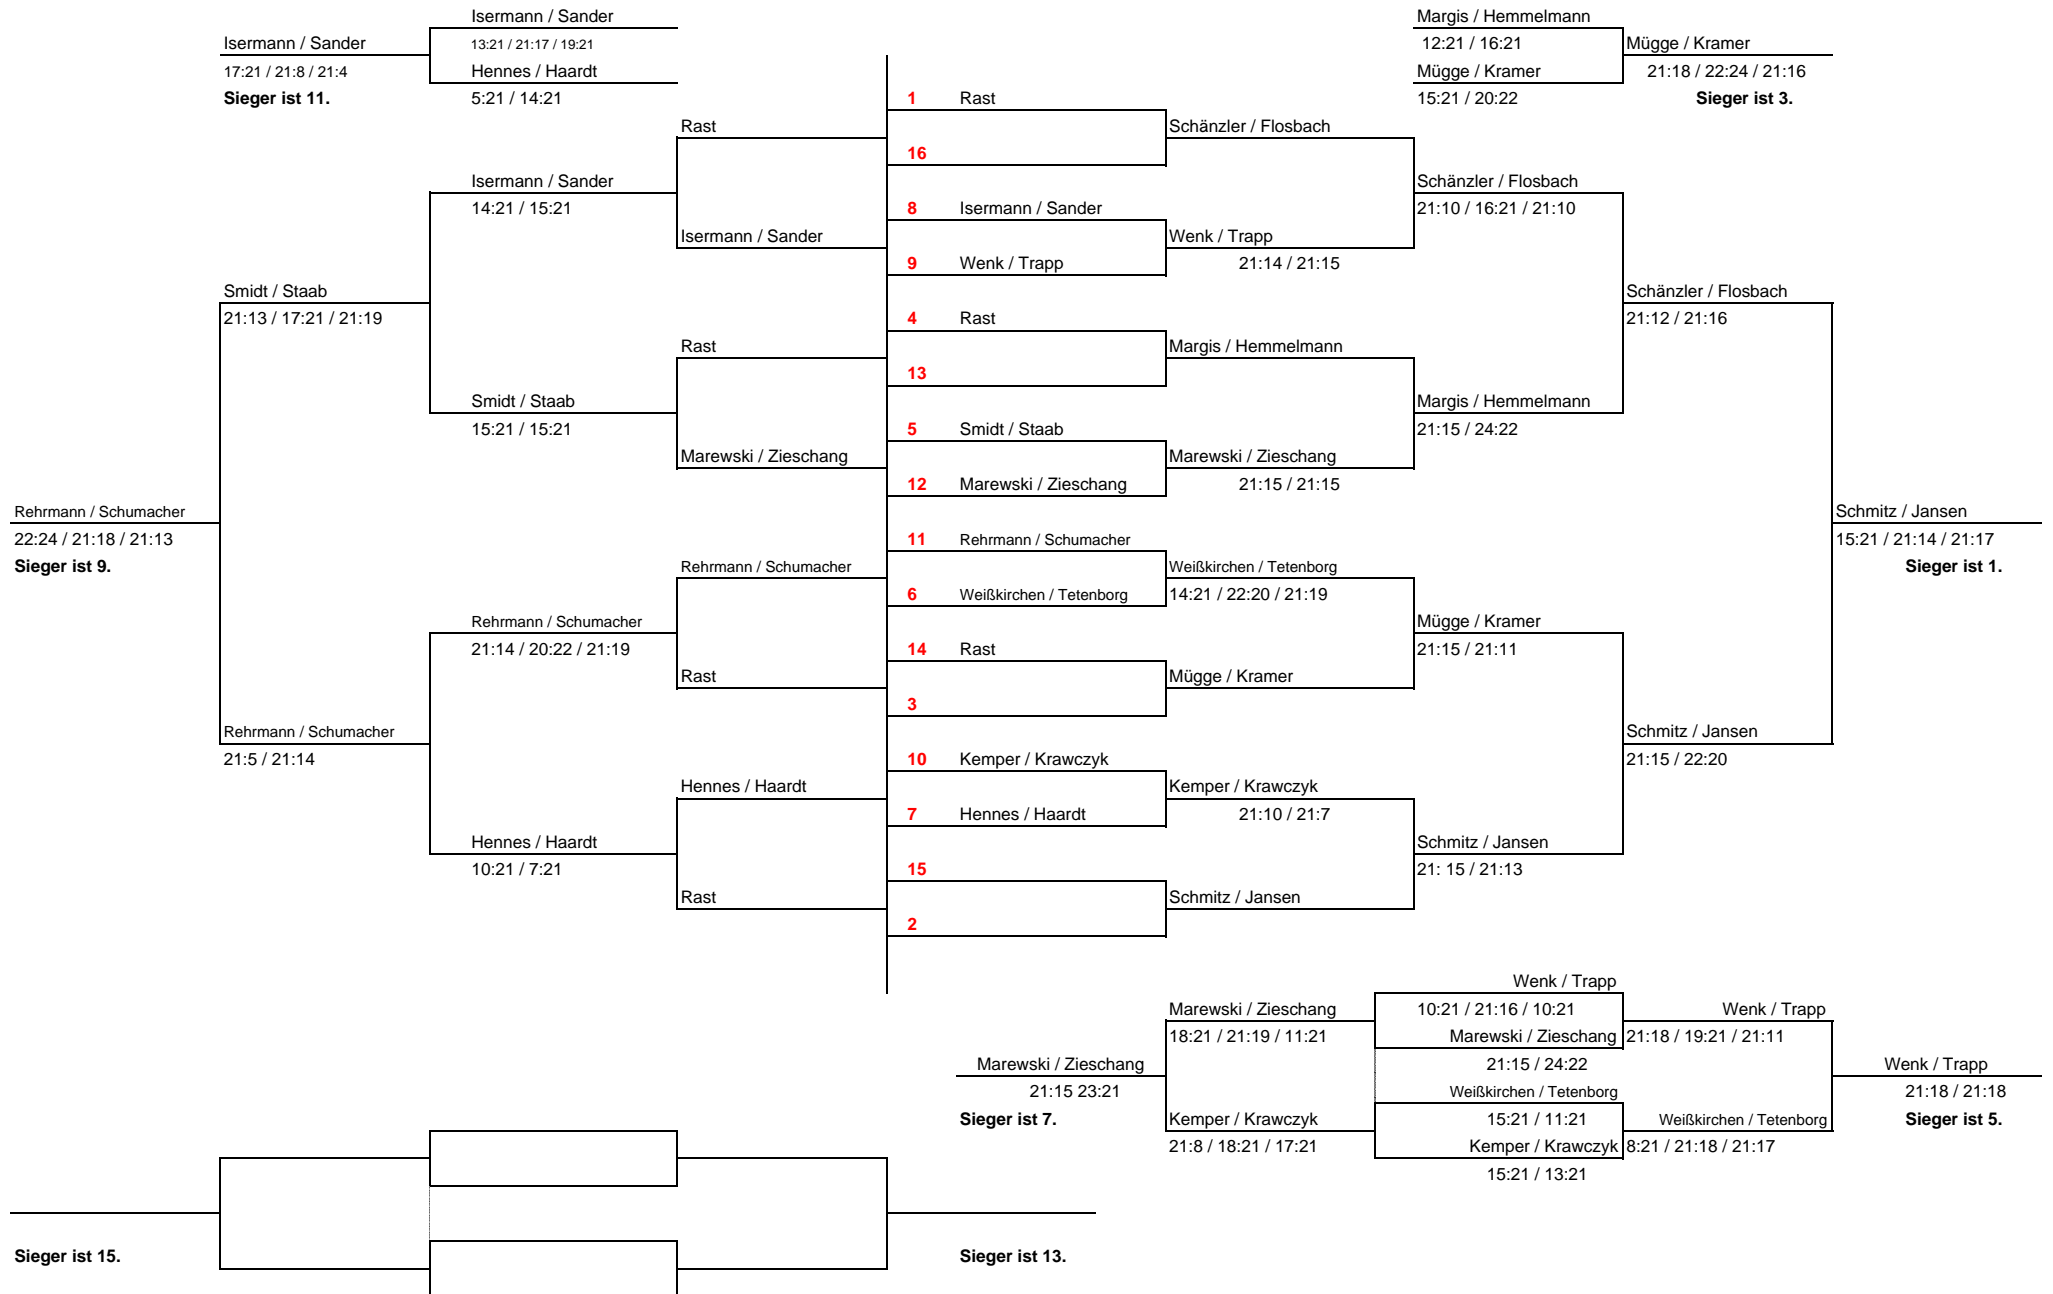 Isermann / Sander
Margis / Hemmelmann
Isermann / Sander
13:21 / 21:17 / 19:21
12:21 / 16:21
Mügge / Kramer
17:21 / 21:8 / 21:4
Hennes / Haardt
Mügge / Kramer
21:18 / 22:24 / 21:16
Sieger ist 11.
5:21 / 14:21
1 Rast
15:21 / 20:22
Sieger ist 3.
Rast
Schänzler / Flosbach
16
Isermann / Sander
Schänzler / Flosbach
14:21 / 15:21
8 Isermann / Sander
21:10 / 16:21 / 21:10
Isermann / Sander
Wenk / Trapp
9 Wenk / Trapp
21:14 / 21:15
Smidt / Staab
Schänzler / Flosbach
21:13 / 17:21 / 21:19
4 Rast
21:12 / 21:16
Rast
Margis / Hemmelmann
13
Smidt / Staab
Margis / Hemmelmann
15:21 / 15:21
5 Smidt / Staab
21:15 / 24:22
Marewski / Zieschang
Marewski / Zieschang
12 Marewski / Zieschang
21:15 / 21:15
Rehrmann / Schumacher
Schmitz / Jansen
22:24 / 21:18 / 21:13
11 Rehrmann / Schumacher
15:21 / 21:14 / 21:17
Sieger ist 9.
Rehrmann / Schumacher
Weißkirchen / Tetenborg
Sieger ist 1.
6 Weißkirchen / Tetenborg
14:21 / 22:20 / 21:19
Rehrmann / Schumacher
Mügge / Kramer
21:14 / 20:22 / 21:19
14 Rast
21:15 / 21:11
Rast
Mügge / Kramer
3
Rehrmann / Schumacher
Schmitz / Jansen
21:5 / 21:14
10 Kemper / Krawczyk
21:15 / 22:20
Hennes / Haardt
Kemper / Krawczyk
7 Hennes / Haardt
21:10 / 21:7
Hennes / Haardt
Schmitz / Jansen
10:21 / 7:21
15
21: 15 / 21:13
Rast
Schmitz / Jansen
2
Wenk / Trapp
Marewski / Zieschang
10:21 / 21:16 / 10:21
Wenk / Trapp
18:21 / 21:19 / 11:21
Marewski / Zieschang
21:18 / 19:21 / 21:11
Marewski / Zieschang
21:15 / 24:22
Wenk / Trapp
21:15 23:21
Weißkirchen / Tetenborg
21:18 / 21:18
Sieger ist 7.
Kemper / Krawczyk
15:21 / 11:21
Weißkirchen / Tetenborg
Sieger ist 5.
21:8 / 18:21 / 17:21
Kemper / Krawczyk
8:21 / 21:18 / 21:17
15:21 / 13:21
Sieger ist 15.
Sieger ist 13.